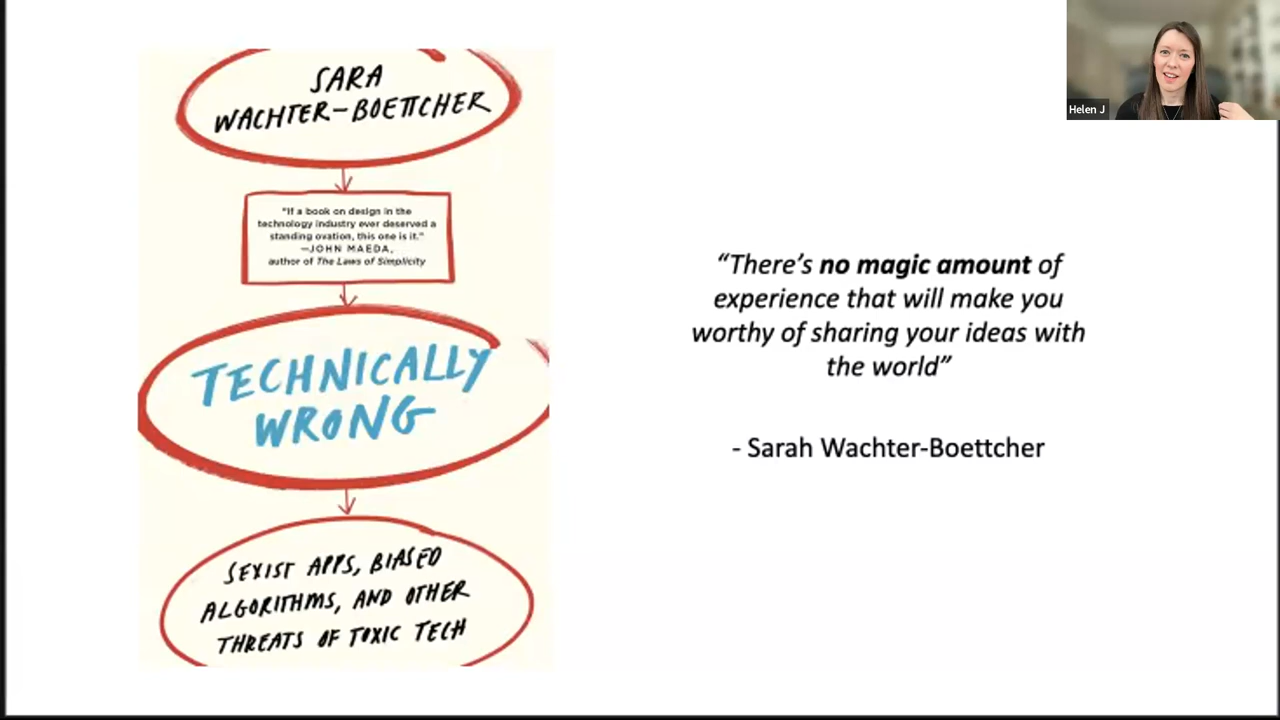 SARA
WACHTER-BOETTCHER
"If a book on design in the
technology industry ever deserved a
standing ovation, this one is it."
—JOHN MAEDA,
author of The Laws of Simplicity
TECHNICALLY
WRONG
SEXIST APPS, BIASED
ALGORITHMS, AND OTHER
THREATS OF TOXIC TECH
“There’s no magic amount of
experience that will make you
worthy of sharing your ideas with
the world”
- Sarah Wachter-Boettcher
Helen J